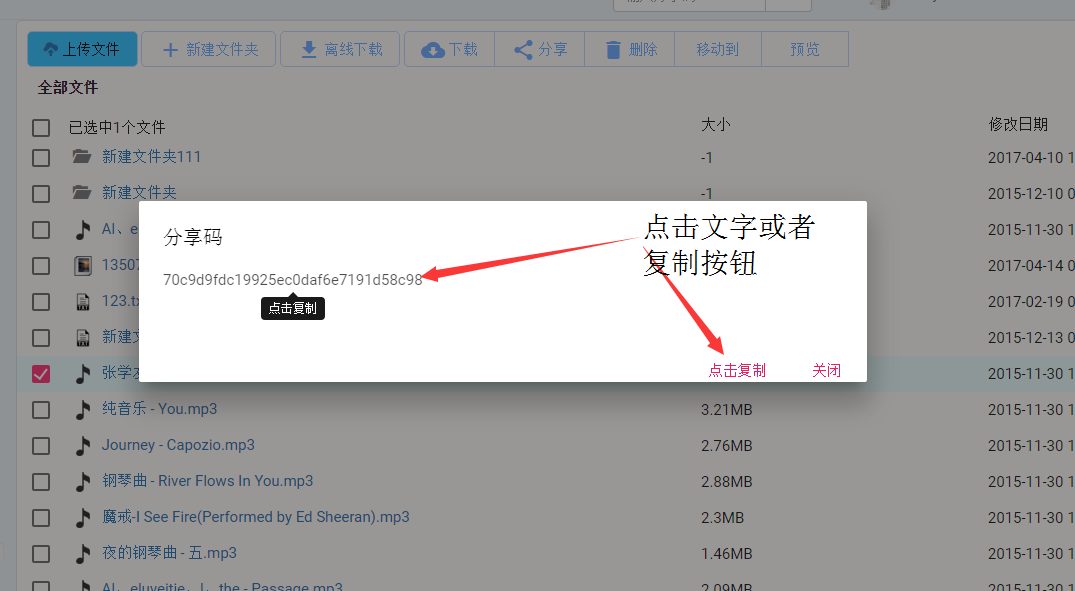 上传文件 新建文件夹 离线下载 下载 分享 删除 移动到 预览
全部文件
已选中1个文件 大小 修改日期
新建文件夹111 -1 2017-04-10 1
新建文件夹 -1 2015-12-10 0
AI、e 2015-11-30 1
13507 2017-04-14 0
123.tx 2017-02-19 0
新建文 2015-12-13 0
张学友 2015-11-30 1
分享码
70c9d9fdc19925ec0daf6e7191d58c98
点击复制
点击文字或者
复制按钮
点击复制 关闭
纯音乐 - You.mp3 3.21MB 2015-11-30 1
Journey - Capozio.mp3 2.76MB 2015-11-30 1
钢琴曲 - River Flows In You.mp3 2.88MB 2015-11-30 1
魔戒-I See Fire(Performed by Ed Sheeran).mp3 2.3MB 2015-11-30 1
夜的钢琴曲 - 五.mp3 1.46MB 2015-11-30 1
AI、eluveitie、|、the - Passage.mp3 2.09MB 2015-11-30 1